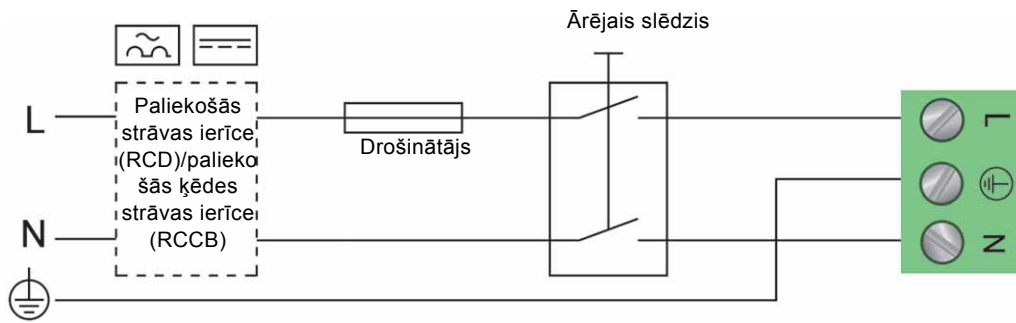 Ārējais slēdzis
L
Paliekošās
strāvas ierīce
(RCD)/palieko
šās ķēdes
strāvas ierīce
(RCCB)
Drošinātājs
N
L
N